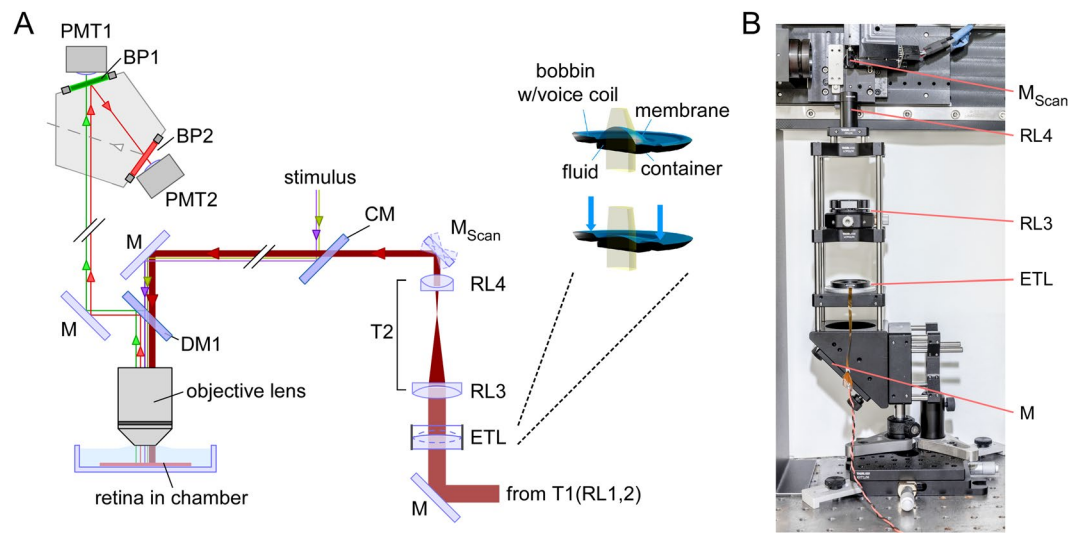 A
PMT1
BP1
BP2
PMT2
stimulus
CM
M
M
DM1
objective lens
retina in chamber
MScan
RL4
T2
RL3
ETL
M
from T1(RL1,2)
bobbin
w/voice coil
membrane
fluid
container
B
MScan
RL4
RL3
ETL
M